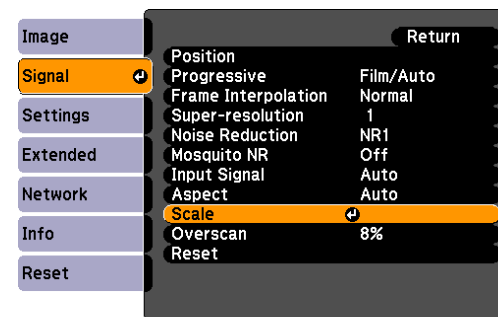 Image
Signal
Settings
Extended
Network
Info
Reset
Return
Position
Progressive Film/Auto
Frame Interpolation Normal
Super-resolution 1
Noise Reduction NR1
Mosquito NR Off
Input Signal Auto
Aspect Auto
Scale
Overscan 8%
Reset